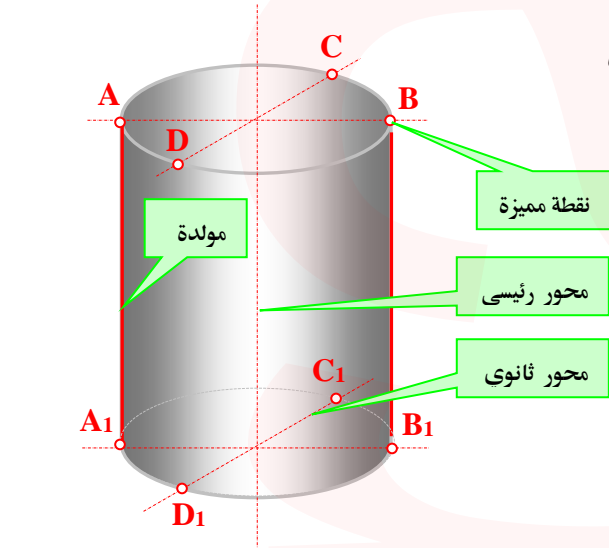 C
A
B
D
نقطة مميزة
مولدة
محور رئيسى
محور ثانوي
C1
A1
B1
D1